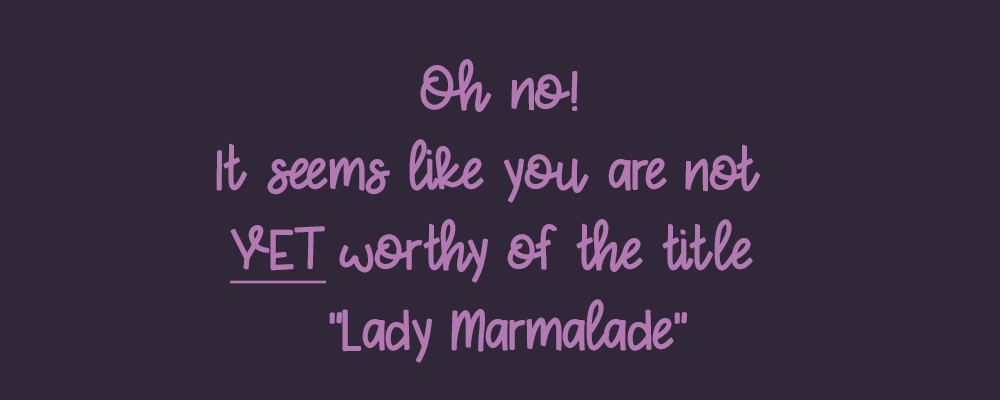 Oh no!
It seems like you are not
YET worthy of the title
"Lady Marmalade"